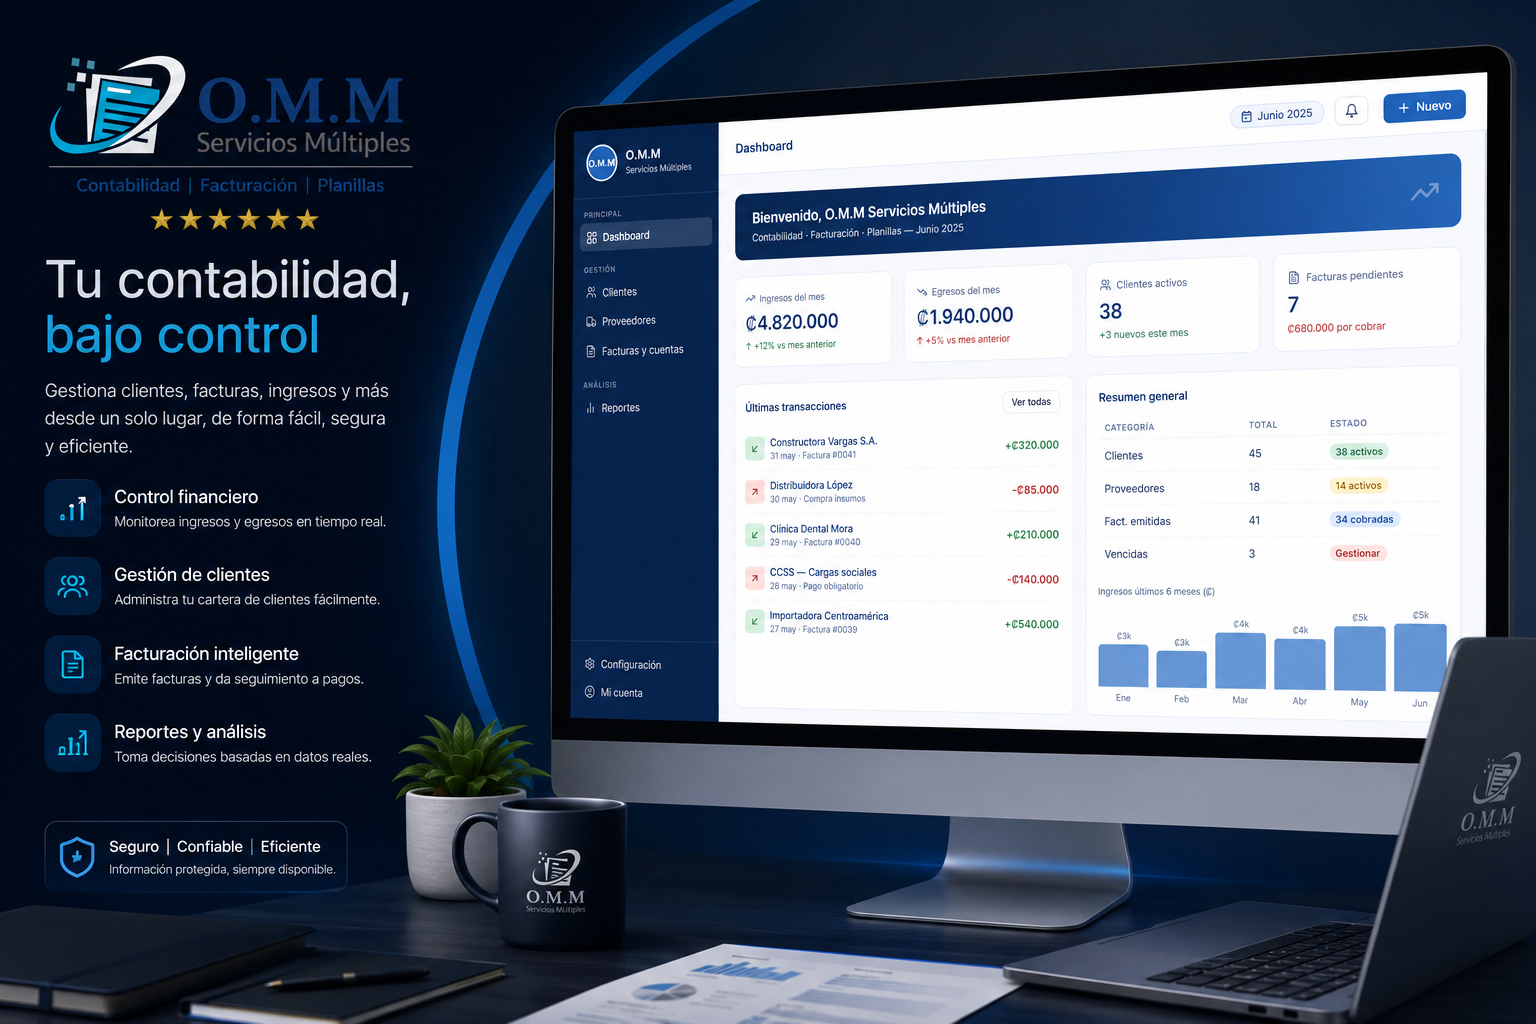 O.M.M
Servicios Múltiples
Contabilidad | Facturación | Planillas
Tu contabilidad,
bajo control
Gestiona clientes, facturas, ingresos y más
desde un solo lugar, de forma fácil, segura
y eficiente.
Control financiero
Monitorea ingresos y egresos en tiempo real.
Gestión de clientes
Administra tu cartera de clientes fácilmente.
Facturación inteligente
Emite facturas y da seguimiento a pagos.
Reportes y análisis
Toma decisiones basadas en datos reales.
Seguro | Confiable | Eficiente
Información protegida, siempre disponible.
O.M.M
O.M.M
Servicios Múltiples
PRINCIPAL
Dashboard
GESTIÓN
Clientes
Proveedores
Facturas y cuentas
ANÁLISIS
Reportes
Configuración
Mi cuenta
Dashboard
Junio 2025
+ Nuevo
Bienvenido, O.M.M Servicios Múltiples
Contabilidad · Facturación · Planillas — Junio 2025
Ingresos del mes
₡4.820.000
↑ +12% vs mes anterior
Egresos del mes
₡1.940.000
↑ +5% vs mes anterior
Clientes activos
38
+3 nuevos este mes
Facturas pendientes
7
₡680.000 por cobrar
Últimas transacciones
Ver todas
Constructora Vargas S.A.
31 may · Factura #0041
+₡320.000
Distribuidora López
30 may · Compra insumos
-₡85.000
Clínica Dental Mora
29 may · Factura #0040
+₡210.000
CCSS — Cargas sociales
28 may · Pago obligatorio
-₡140.000
Importadora Centroamérica
27 may · Factura #0039
+₡540.000
Resumen general
CATEGORÍA TOTAL ESTADO
Clientes 45 38 activos
Proveedores 18 14 activos
Fact. emitidas 41 34 cobradas
Vencidas 3 Gestionar
Ingresos últimos 6 meses (₡)
₡3k ₡3k ₡4k ₡4k ₡5k ₡5k
Ene Feb Mar Abr May Jun
O.M.M
Servicios Múltiples
O.M.M
Servicios Múltiples